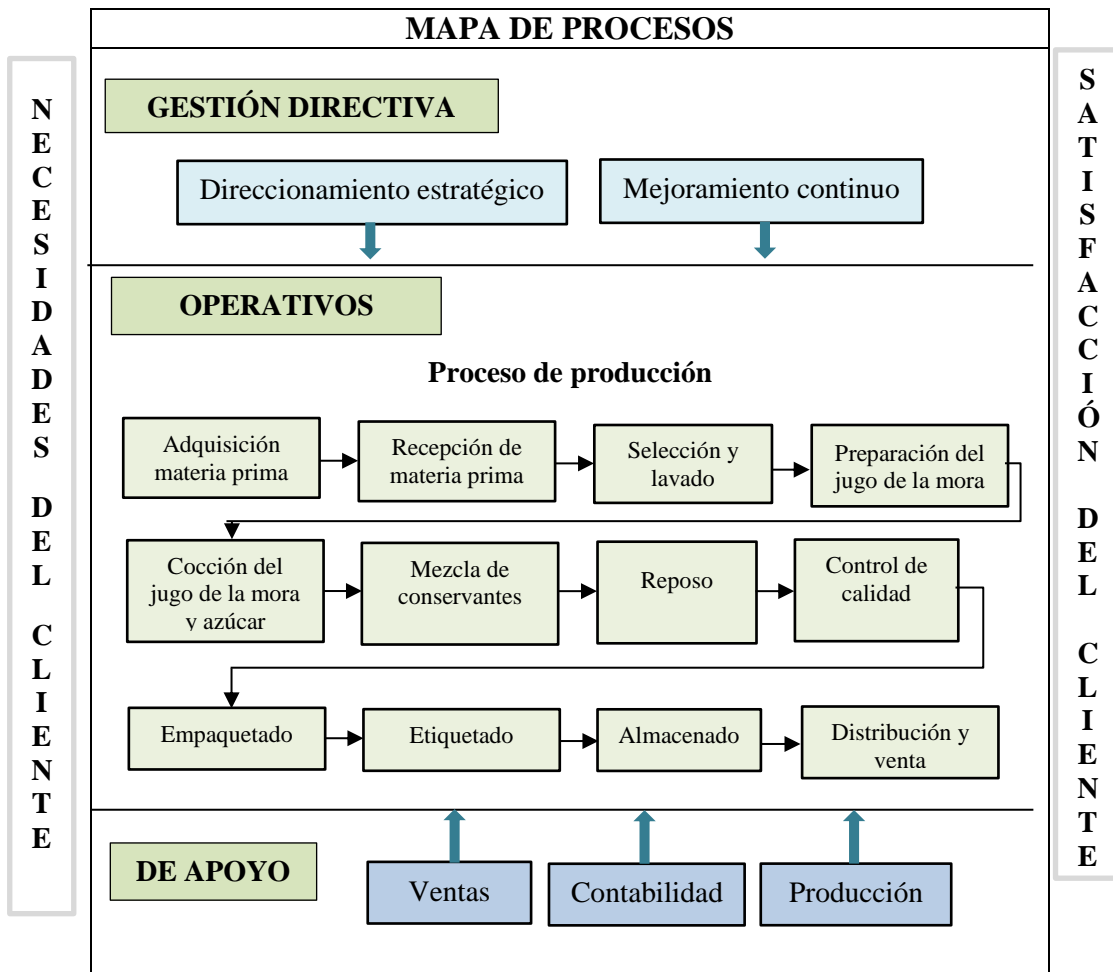 MAPA DE PROCESOS
NECESIDADES DEL CLIENTE
GESTIÓN DIRECTIVA
Direccionamiento estratégico
Mejoramiento continuo
OPERATIVOS
Proceso de producción
Adquisición
materia prima
Recepción de
materia prima
Selección y
lavado
Preparación del
jugo de la mora
Cocción del
jugo de la mora
y azúcar
Mezcla de
conservantes
Reposo
Control de
calidad
Empaquetado
Etiquetado
Almacenado
Distribución y
venta
DE APOYO
Ventas
Contabilidad
Producción
SATISFACCIÓN DEL CLIENTE